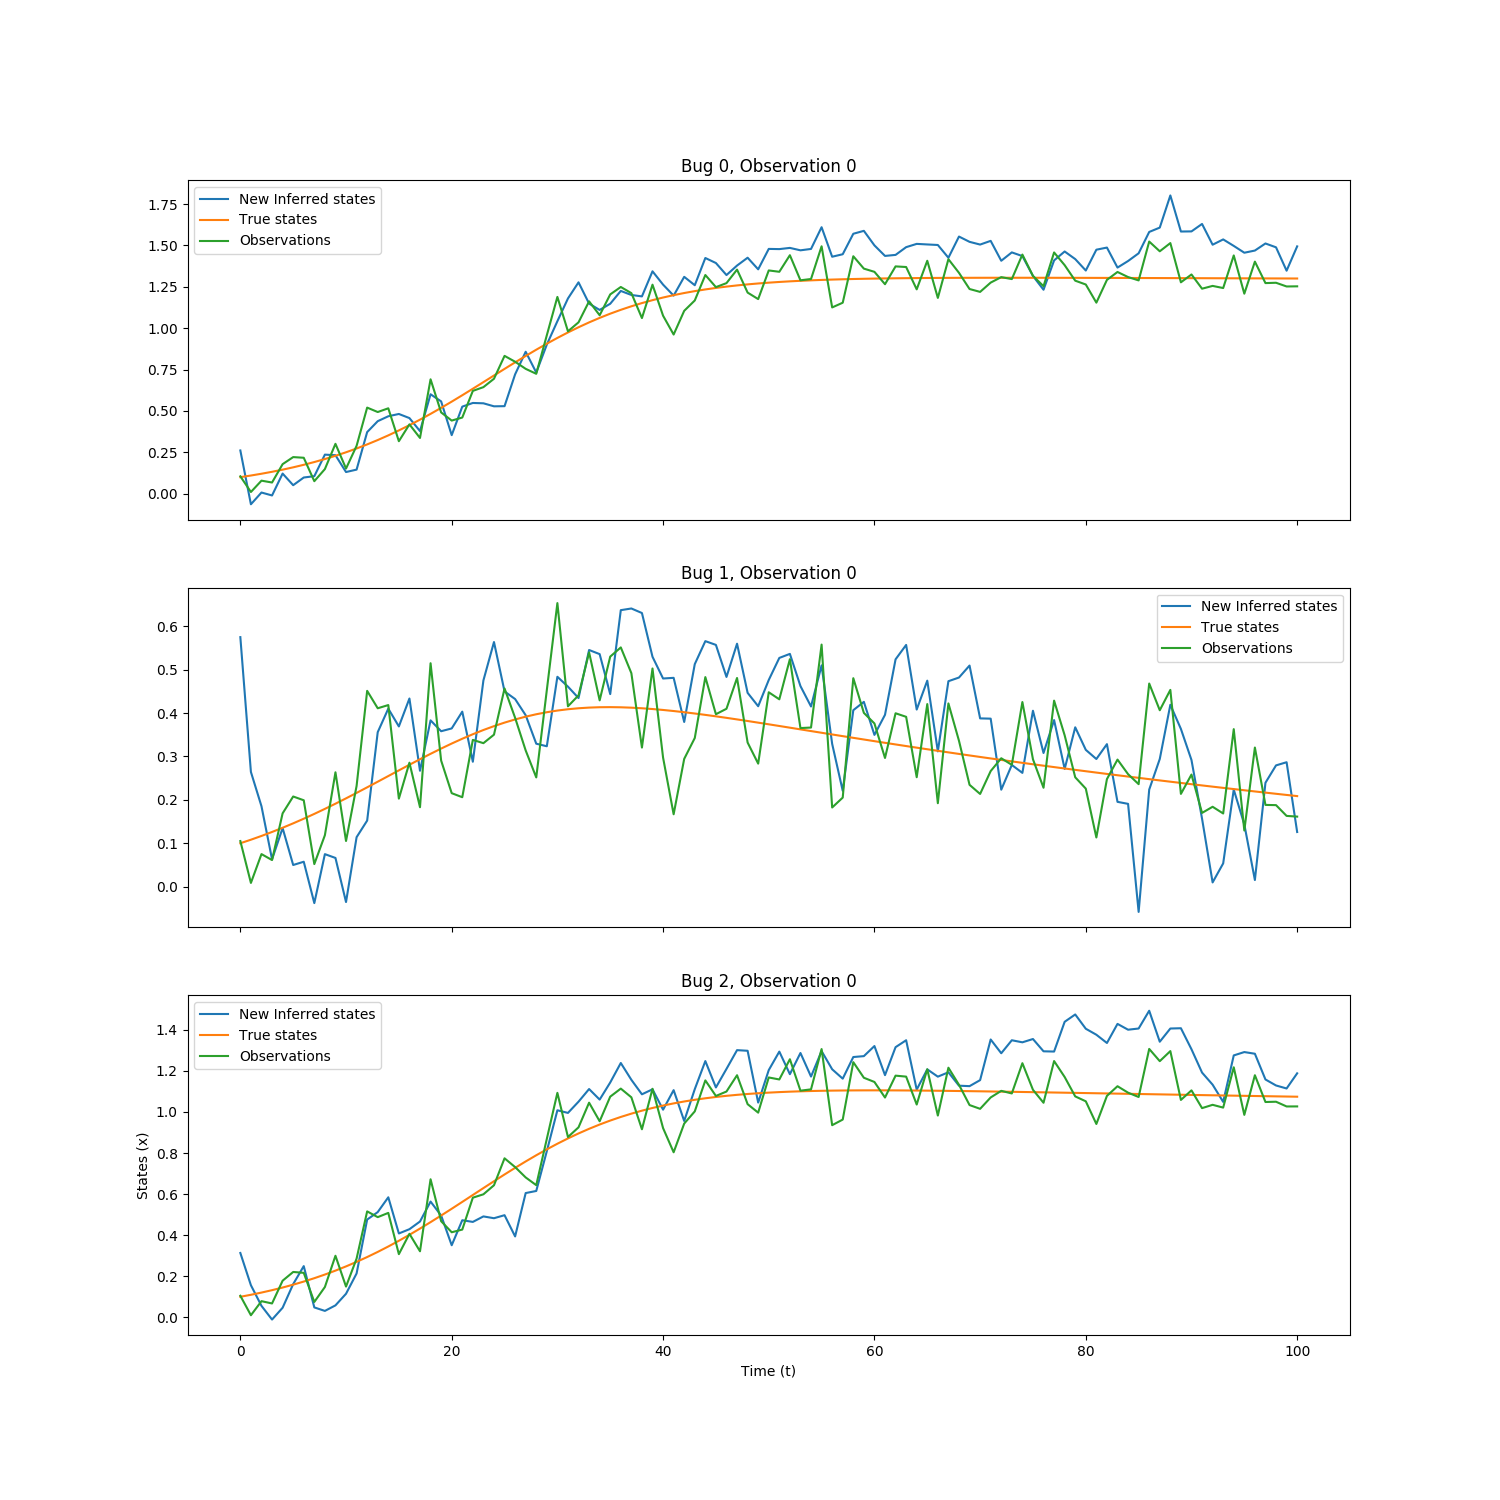 Bug 0, Observation 0
New Inferred states
True states
Observations
1.75
1.50
1.25
1.00
0.75
0.50
0.25
0.00
Bug 1, Observation 0
New Inferred states
True states
Observations
0.6
0.5
0.4
0.3
0.2
0.1
0.0
Bug 2, Observation 0
New Inferred states
True states
Observations
1.4
1.2
1.0
0.8
0.6
0.4
0.2
0.0
States (x)
0 20 40 60 80 100
Time (t)